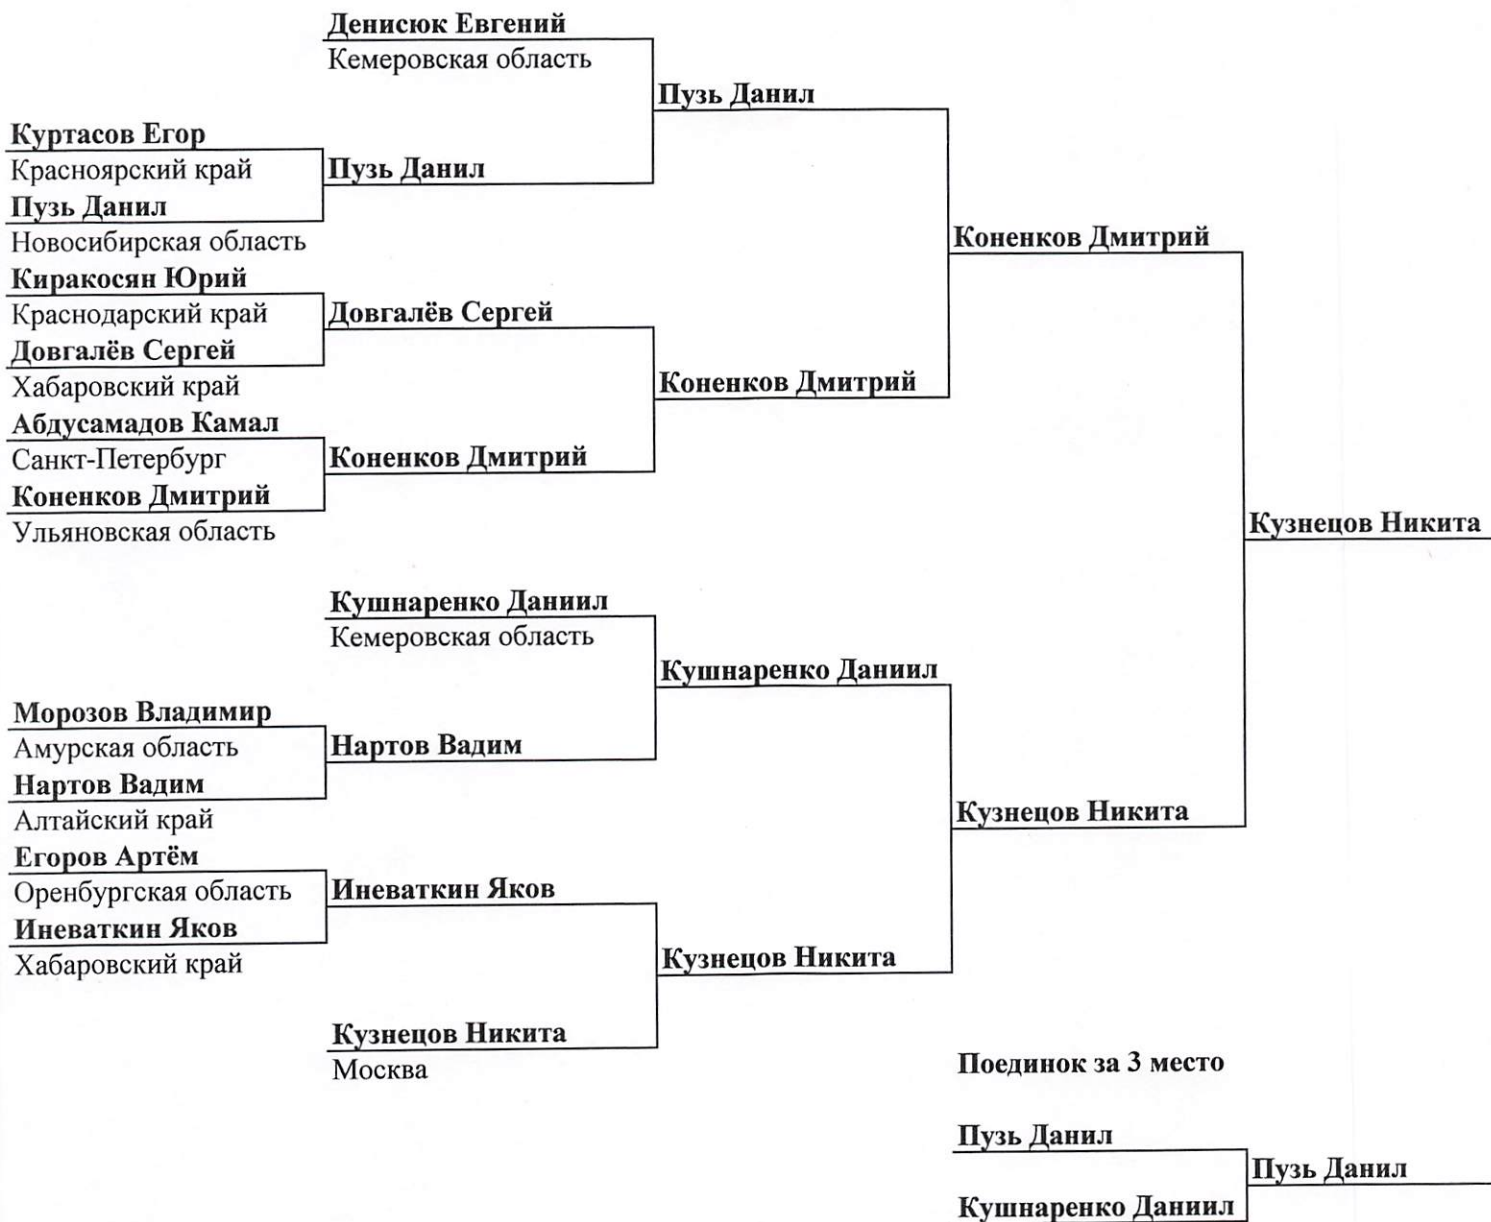 Денисюк Евгений
Кемеровская область
Пузь Данил
Куртасов Егор
Красноярский край
Пузь Данил
Пузь Данил
Новосибирская область
Коненков Дмитрий
Киракосян Юрий
Краснодарский край
Довгалёв Сергей
Довгалёв Сергей
Хабаровский край
Коненков Дмитрий
Абдусамадов Камал
Санкт-Петербург
Коненков Дмитрий
Коненков Дмитрий
Ульяновская область
Кузнецов Никита
Кушнаренко Даниил
Кемеровская область
Кушнаренко Даниил
Морозов Владимир
Амурская область
Нартов Вадим
Нартов Вадим
Алтайский край
Кузнецов Никита
Егоров Артём
Оренбургская область
Иневаткин Яков
Иневаткин Яков
Хабаровский край
Кузнецов Никита
Кузнецов Никита
Москва
Поединок за 3 место
Пузь Данил
Пузь Данил
Кушнаренко Даниил